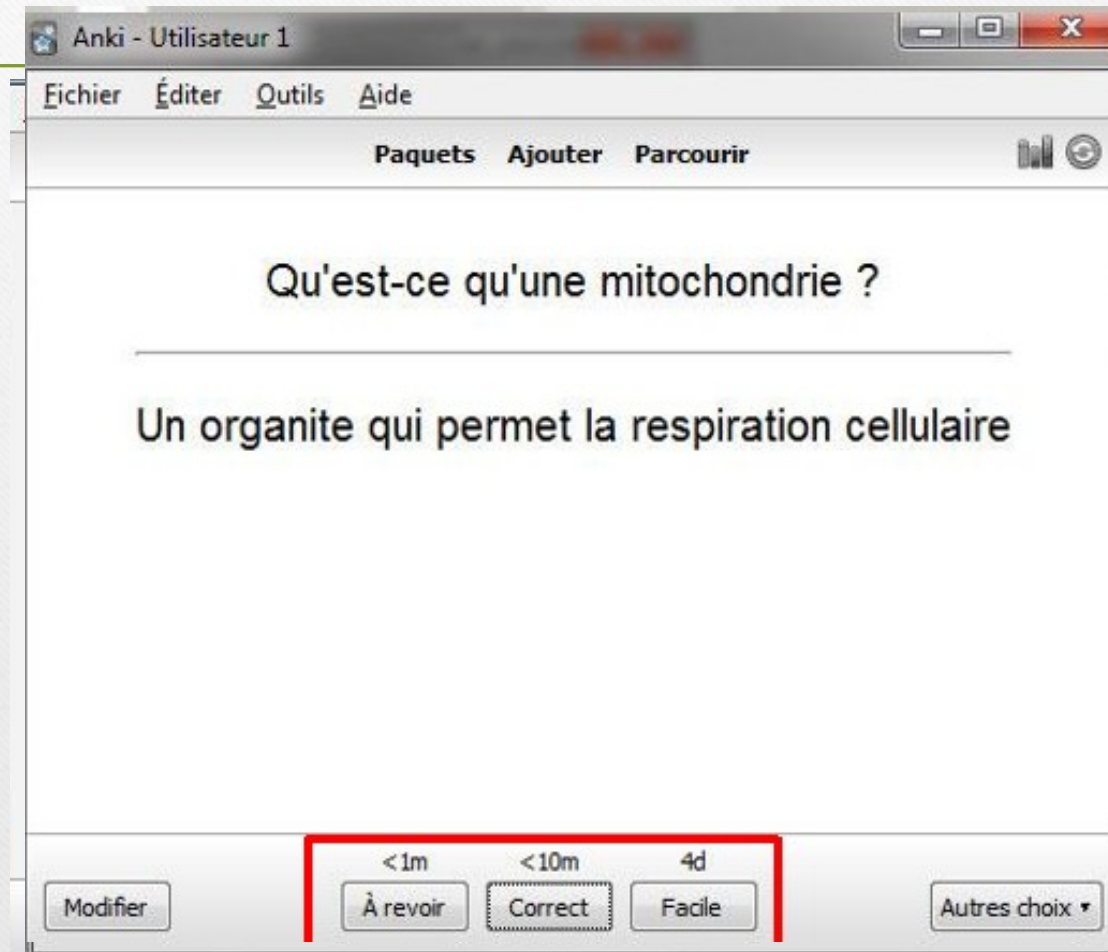 Anki - Utilisateur 1
Fichier Éditer Outils Aide
Paquets Ajouter Parcourir
Qu'est-ce qu'une mitochondrie ?
Un organite qui permet la respiration cellulaire
<1m <10m 4d
Modifier À revoir Correct Facile Autres choix